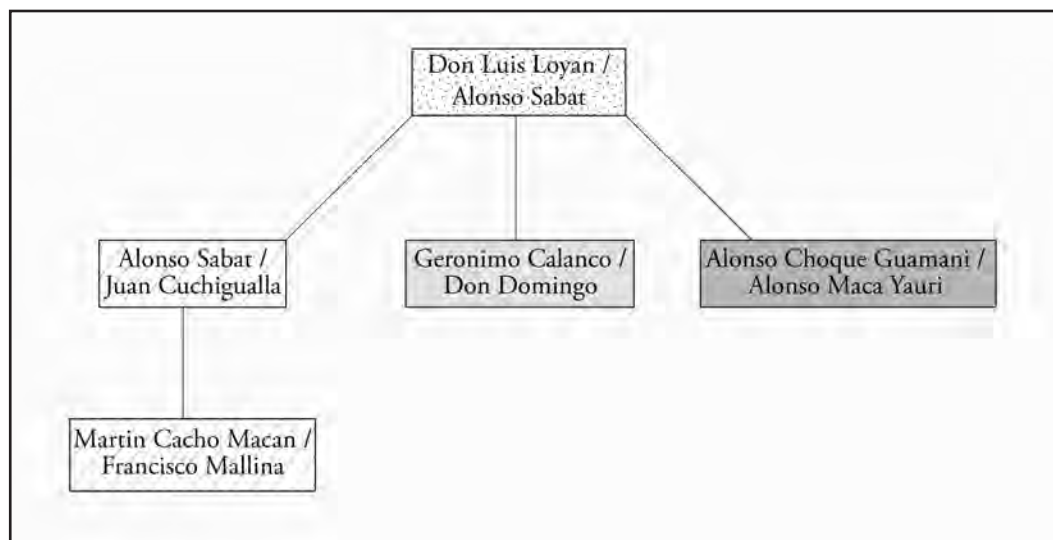 Don Luis Loyan /
Alonso Sabat
Alonso Sabat /
Juan Cuchigualla
Geronimo Calanco /
Don Domingo
Alonso Choque Guamani /
Alonso Maca Yauri
Martin Cacho Macan /
Francisco Mallina